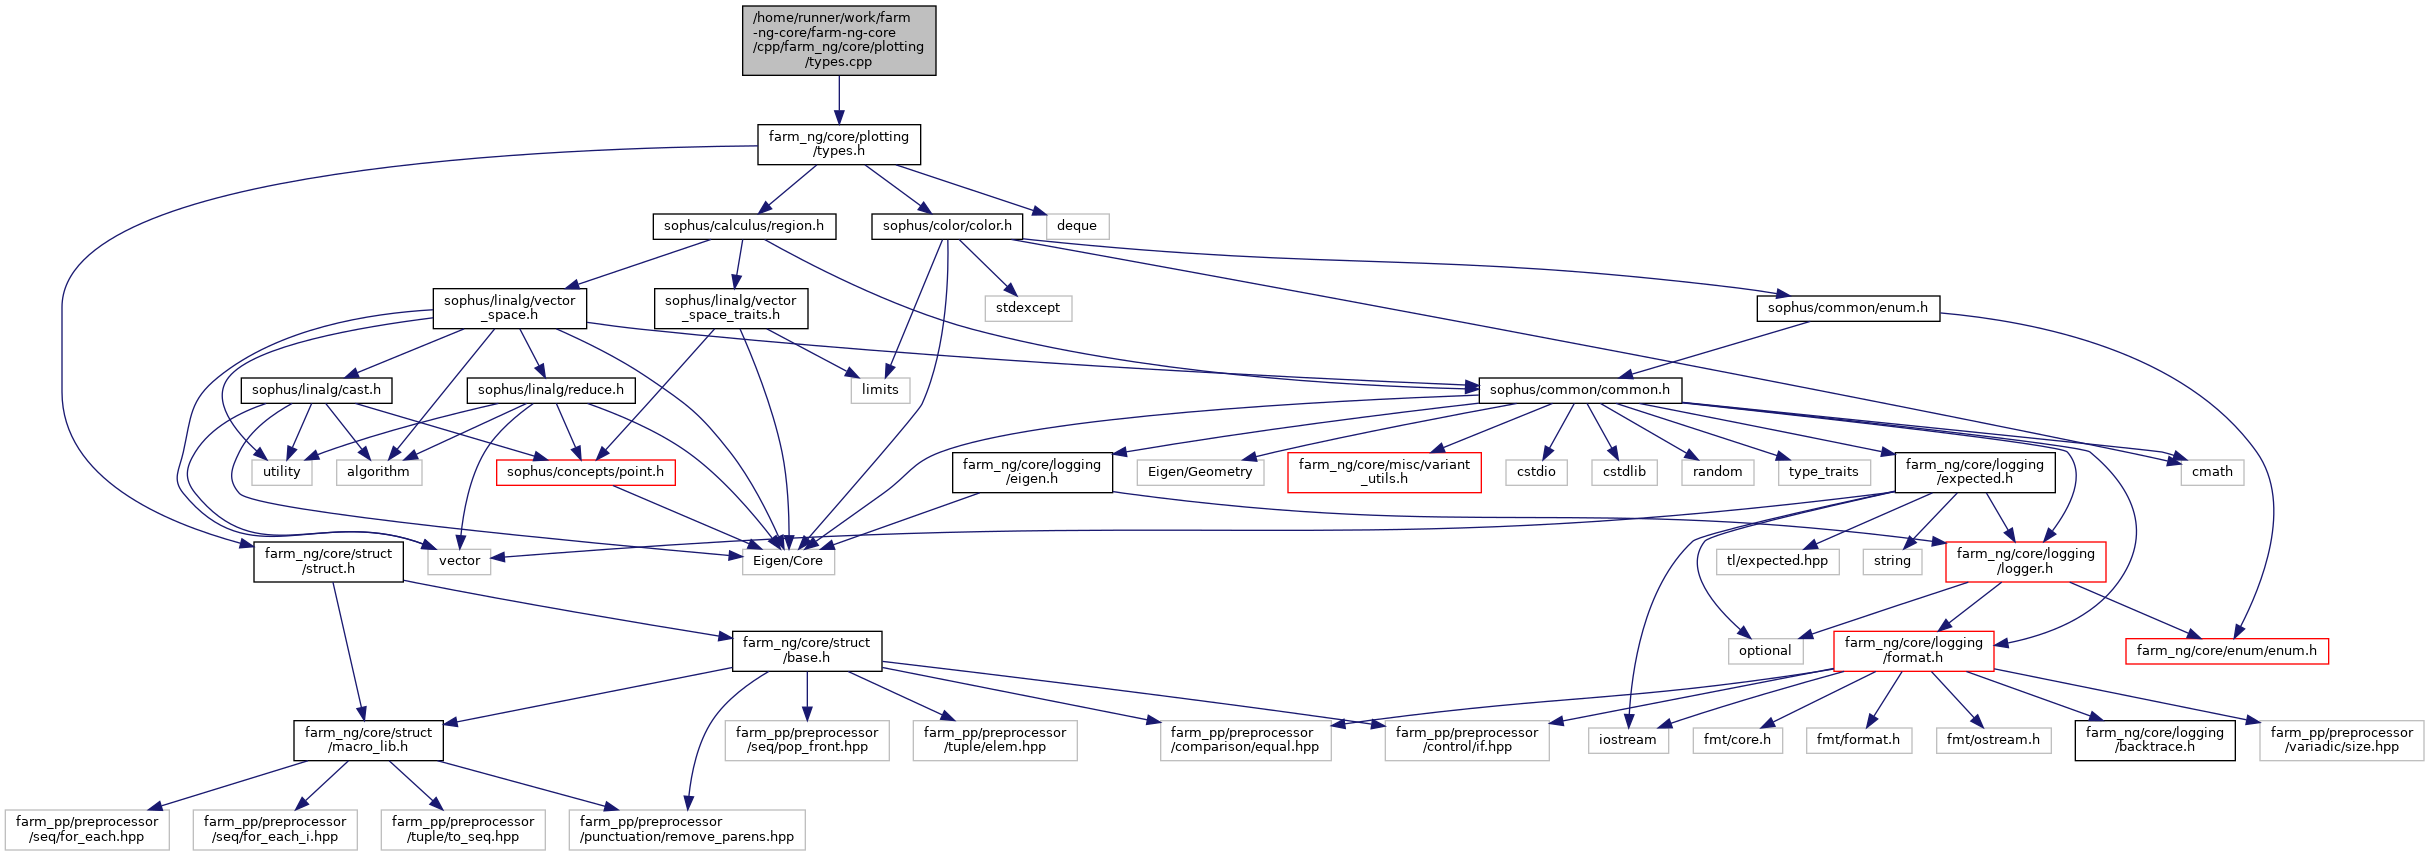 /home/runner/work/farm
-ng-core/farm-ng-core
/cpp/farm_ng/core/plotting
/types.cpp
farm_ng/core/plotting
/types.h
sophus/calculus/region.h
sophus/color/color.h
deque
sophus/linalg/vector
_space.h
sophus/linalg/vector
_space_traits.h
stdexcept
sophus/common/enum.h
sophus/linalg/cast.h
sophus/linalg/reduce.h
limits
sophus/common/common.h
utility
algorithm
sophus/concepts/point.h
farm_ng/core/logging
/eigen.h
Eigen/Geometry
farm_ng/core/misc/variant
_utils.h
cstdio
cstdlib
random
type_traits
farm_ng/core/logging
/expected.h
cmath
farm_ng/core/struct
/struct.h
vector
Eigen/Core
tl/expected.hpp
string
farm_ng/core/logging
/logger.h
farm_ng/core/struct
/base.h
optional
farm_ng/core/logging
/format.h
farm_ng/core/enum/enum.h
farm_ng/core/struct
/macro_lib.h
farm_pp/preprocessor
/seq/pop_front.hpp
farm_pp/preprocessor
/tuple/elem.hpp
farm_pp/preprocessor
/comparison/equal.hpp
farm_pp/preprocessor
/control/if.hpp
iostream
fmt/core.h
fmt/format.h
fmt/ostream.h
farm_ng/core/logging
/backtrace.h
farm_pp/preprocessor
/variadic/size.hpp
farm_pp/preprocessor
/seq/for_each.hpp
farm_pp/preprocessor
/seq/for_each_i.hpp
farm_pp/preprocessor
/tuple/to_seq.hpp
farm_pp/preprocessor
/punctuation/remove_parens.hpp